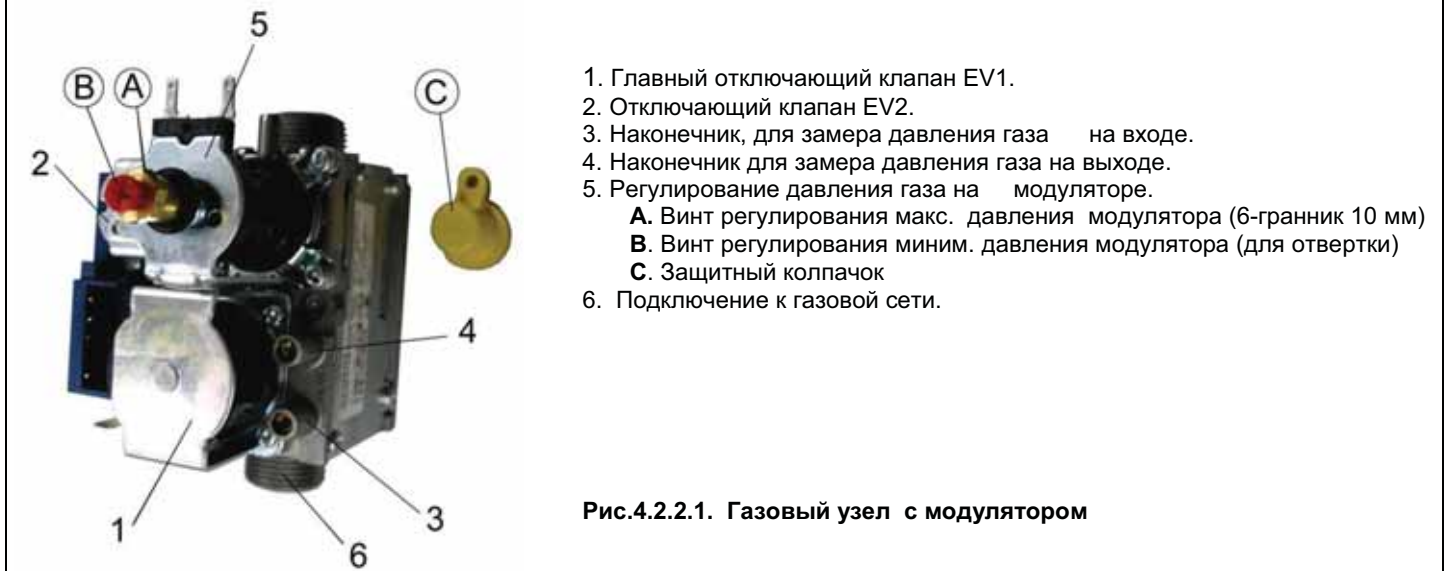 5
B
A
C
2
4
1
3
6
1. Главный отключающий клапан EV1.
2. Отключающий клапан EV2.
3. Наконечник, для замера давления газа на входе.
4. Наконечник для замера давления газа на выходе.
5. Регулирование давления газа на модуляторе.
A. Винт регулирования макс. давления модулятора (6-гранник 10 мм)
B. Винт регулирования миним. давления модулятора (для отвертки)
C. Защитный колпачок
6. Подключение к газовой сети.
Рис.4.2.2.1. Газовый узел с модулятором